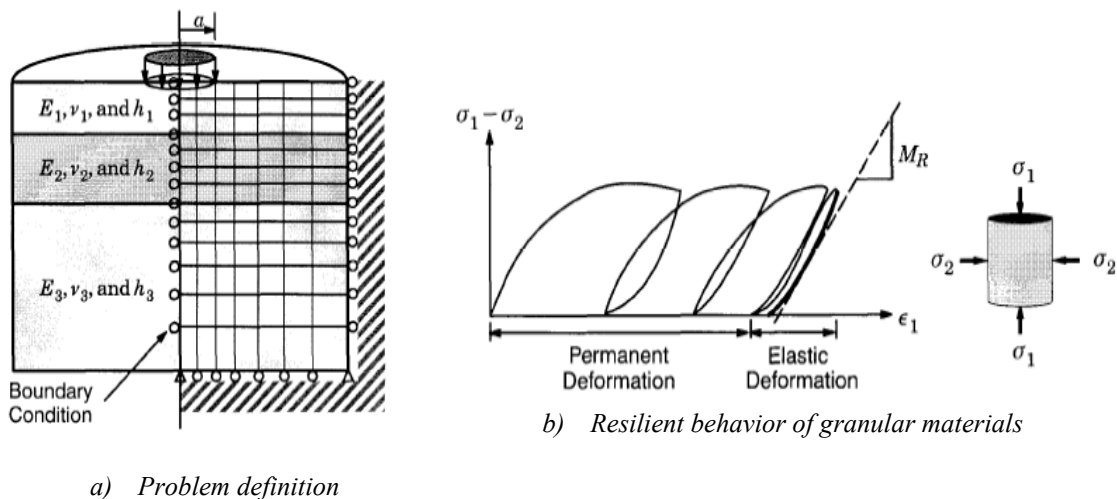 a
E₁, ν₁, and h₁
E₂, ν₂, and h₂
E₃, ν₃, and h₃
Boundary
Condition
a) Problem definition
σ₁ − σ₂
M_R
ϵ₁
Permanent
Deformation
Elastic
Deformation
σ₁
σ₂
σ₂
σ₁
b) Resilient behavior of granular materials